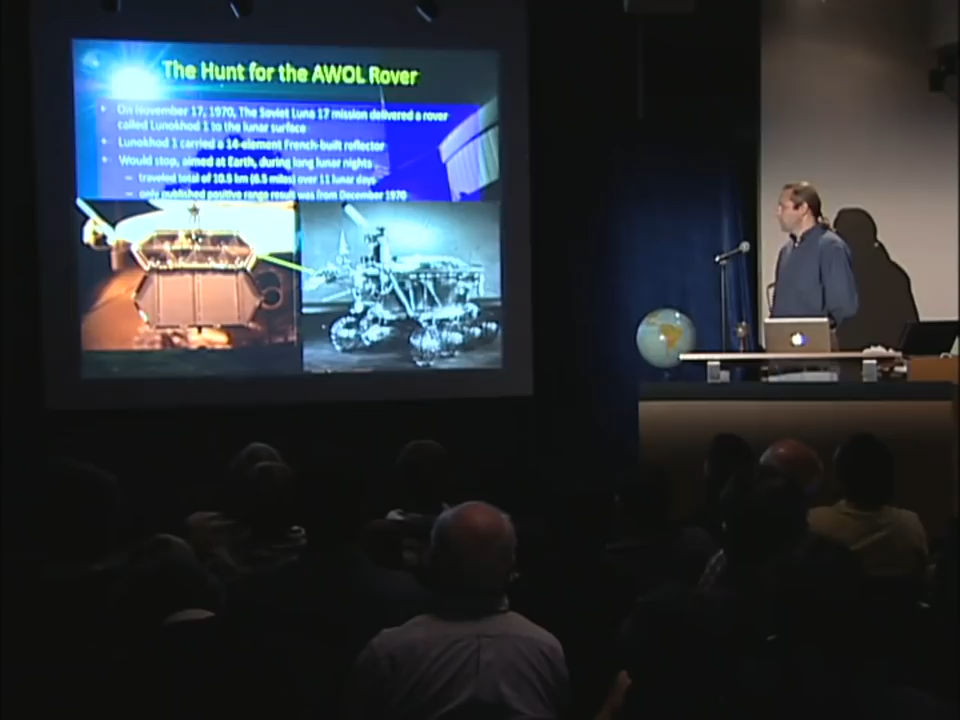 The Hunt for the AWOL Rover
On November 17, 1970, The Soviet Luna 17 mission delivered a rover
called Lunokhod 1 to the lunar surface
Lunokhod 1 carried a 14-element French-built reflector
Would stop, aimed at Earth, during long lunar nights
– traveled total of 10.5 km (6.5 miles) over 11 lunar days
– only published positive range result was from December 1970